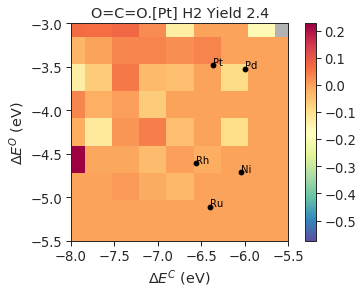 O=C=O.[Pt] H2 Yield 2.4
ΔE^O (eV)
−3.0
−3.5
−4.0
−4.5
−5.0
−5.5
Pt
Pd
Rh
Ni
Ru
−8.0 −7.5 −7.0 −6.5 −6.0 −5.5
ΔE^C (eV)
0.2
0.1
0.0
−0.1
−0.2
−0.3
−0.4
−0.5